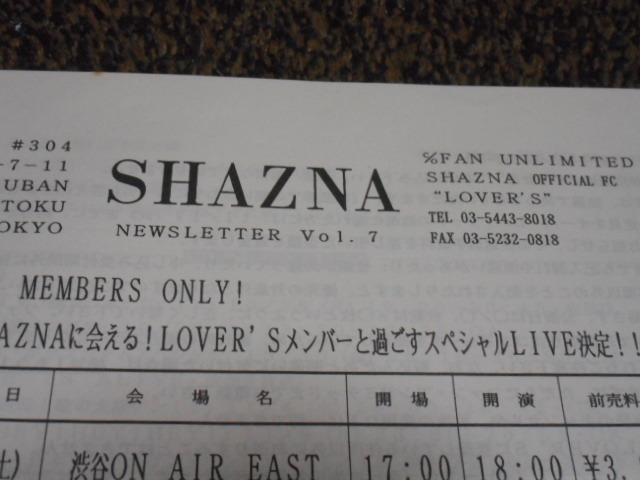 #304
-7-11
UBAN
TOKU
OKYO
SHAZNA
NEWSLETTER Vol. 7
℅FAN UNLIMITED
SHAZNA OFFICIAL FC
"LOVER'S"
TEL 03-5443-8018
FAX 03-5232-0818
MEMBERS ONLY!
AZNAに会える!LOVER'Sメンバーと過ごすスペシャルLIVE決定!!
日 会場名 開場 開演 前売料
土) 渋谷ON AIR EAST 17:00 18:00 ¥3,